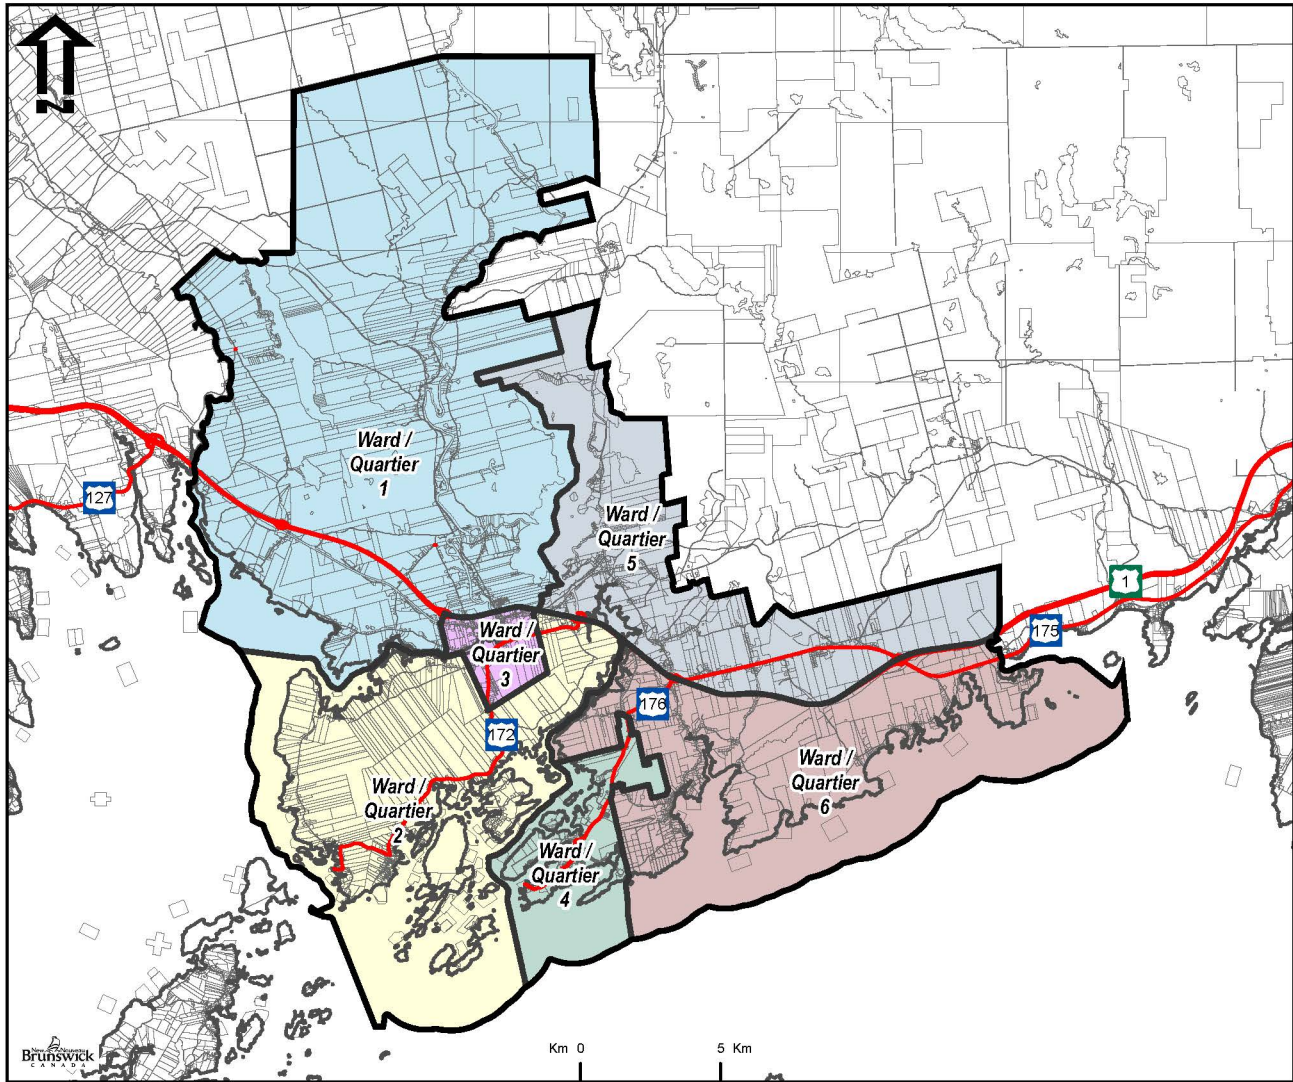 N
Ward /
Quartier
1
127
Ward /
Quartier
5
1
175
Ward /
Quartier
3
176
172
Ward /
Quartier
6
Ward /
Quartier
2
Ward /
Quartier
4
Km 0 5 Km
New Nouveau
Brunswick
CANADA